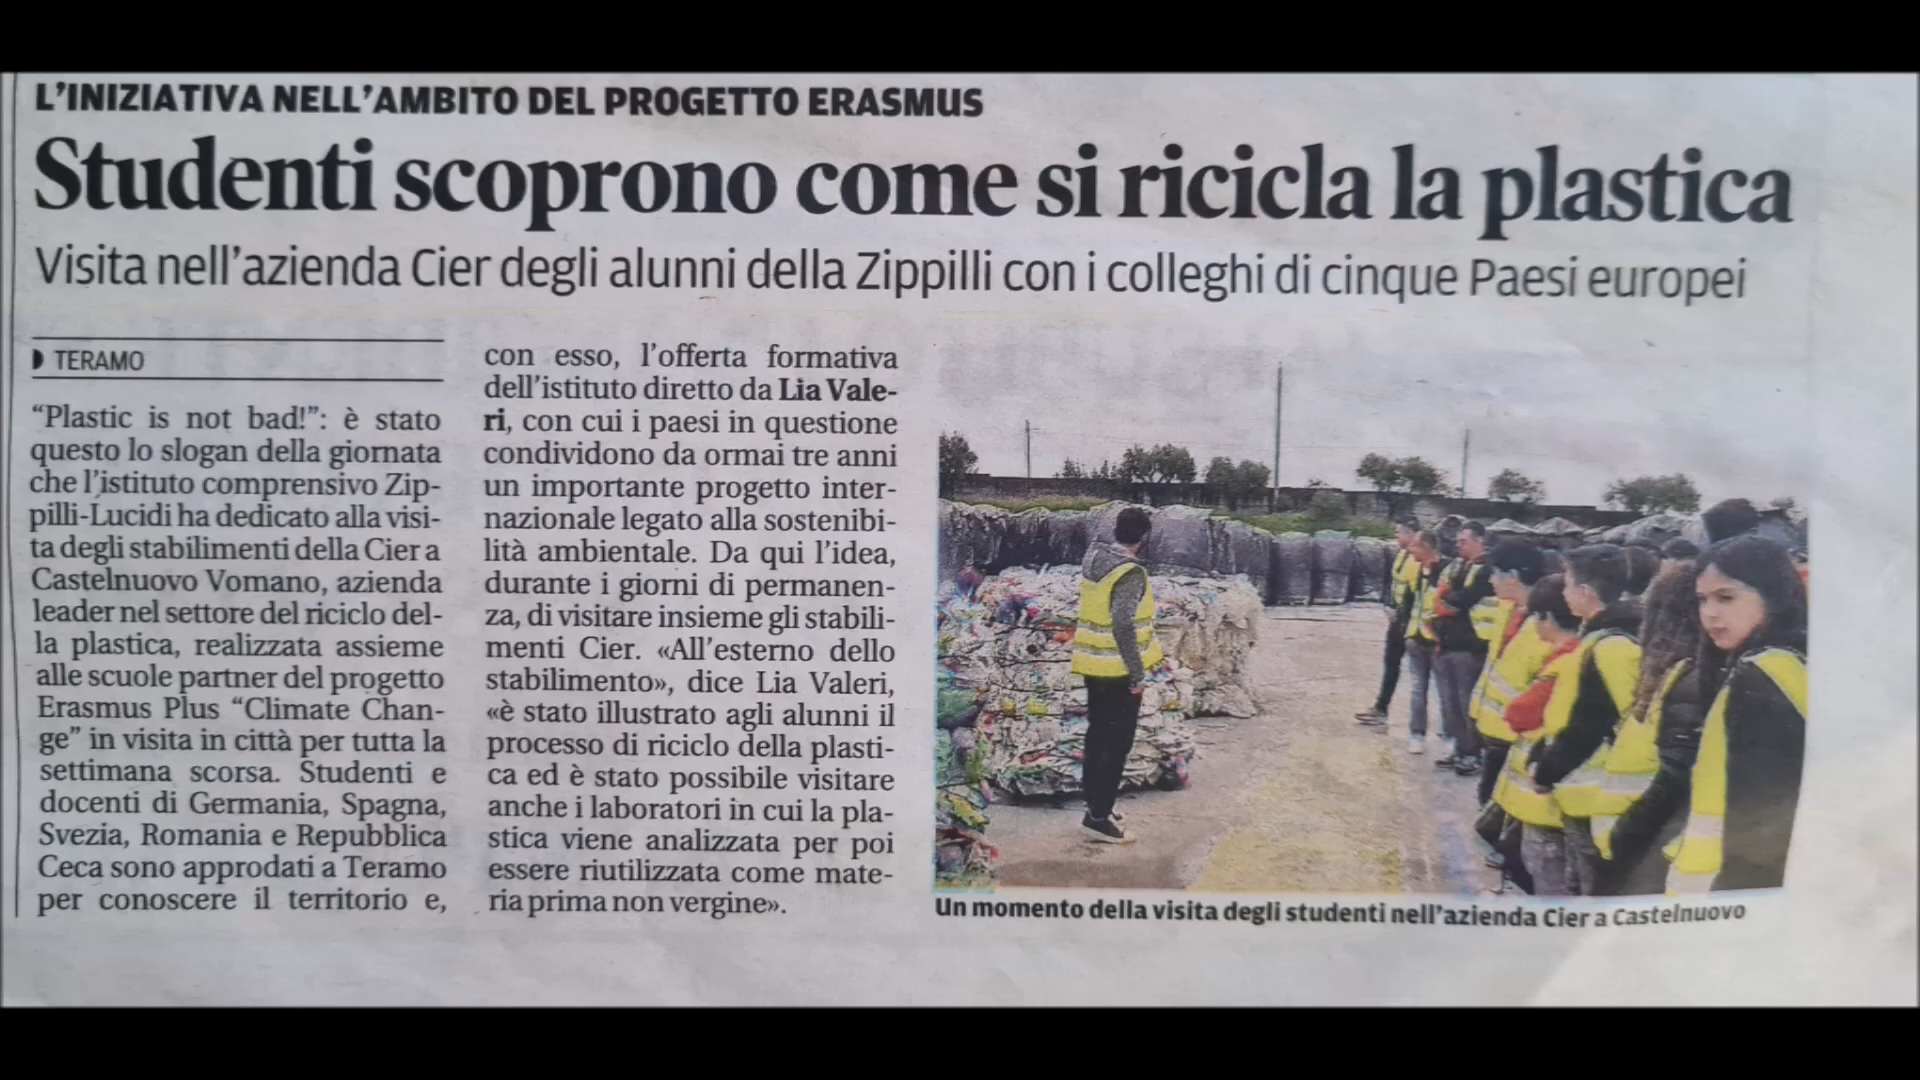 L'INIZIATIVA NELL'AMBITO DEL PROGETTO ERASMUS
Studenti scoprono come si ricicla la plastica
Visita nell'azienda Cier degli alunni della Zippilli con i colleghi di cinque Paesi europei
TERAMO
“Plastic is not bad!”: è stato
questo lo slogan della giornata
che l'istituto comprensivo Zip-
pilli-Lucidi ha dedicato alla visi-
ta degli stabilimenti della Cier a
Castelnuovo Vomano, azienda
leader nel settore del riciclo del-
la plastica, realizzata assieme
alle scuole partner del progetto
Erasmus Plus “Climate Chan-
ge” in visita in città per tutta la
settimana scorsa. Studenti e
docenti di Germania, Spagna,
Svezia, Romania e Repubblica
Ceca sono approdati a Teramo
per conoscere il territorio e,
con esso, l'offerta formativa
dell'istituto diretto da Lia Vale-
ri, con cui i paesi in questione
condividono da ormai tre anni
un importante progetto inter-
nazionale legato alla sostenibi-
lità ambientale. Da qui l'idea,
durante i giorni di permanen-
za, di visitare insieme gli stabili-
menti Cier. «All'esterno dello
stabilimento», dice Lia Valeri,
«è stato illustrato agli alunni il
processo di riciclo della plasti-
ca ed è stato possibile visitare
anche i laboratori in cui la pla-
stica viene analizzata per poi
essere riutilizzata come mate-
ria prima non vergine».
Un momento della visita degli studenti nell'azienda Cier a Castelnuovo